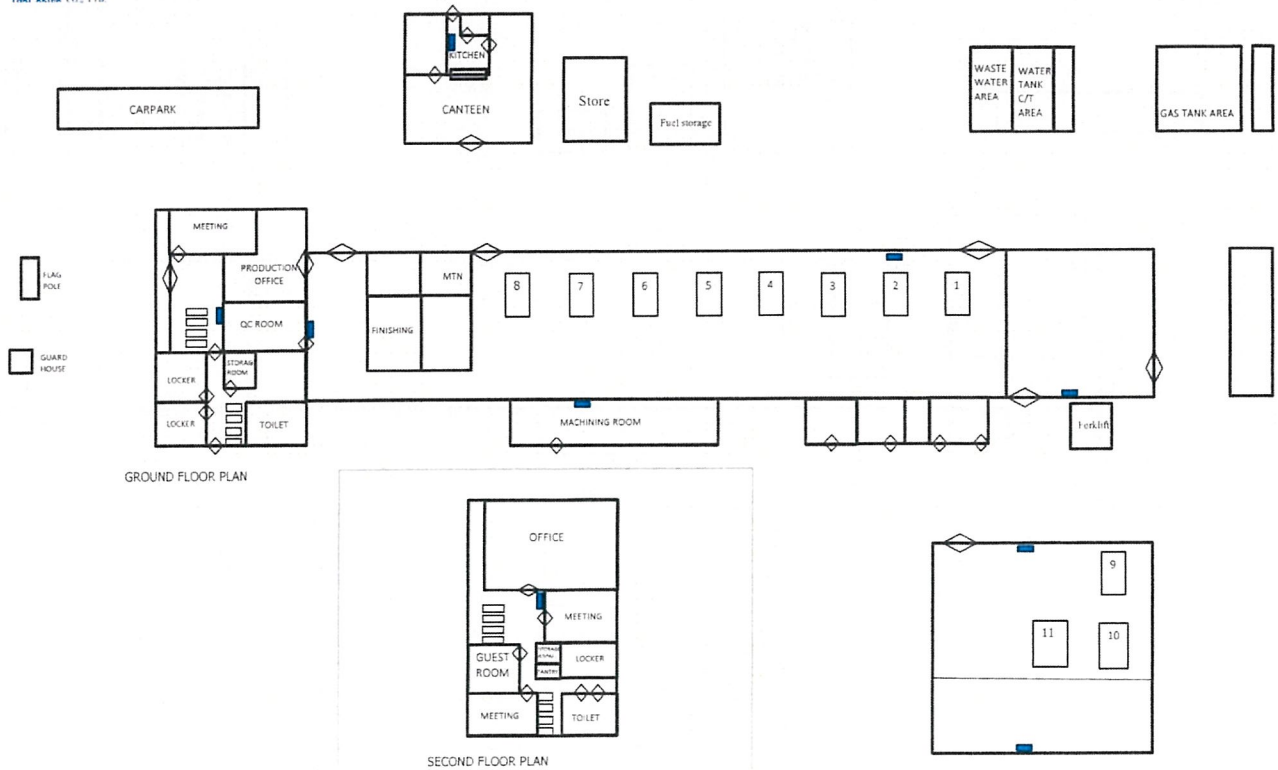 KITCHEN
CANTEEN
CARPARK
Store
Fuel storage
WASTE
WATER
AREA
WATER
TANK
C/T
AREA
GAS TANK AREA
MEETING
PRODUCTION
OFFICE
QC ROOM
LOCKER
ROOM
LOCKER
TOILET
FLAG
POLE
GUARD
HOUSE
MTN
FINISHING
8
7
6
5
4
3
2
1
MACHINING ROOM
Forklift
GROUND FLOOR PLAN
OFFICE
MEETING
GUEST
ROOM
LOCKER
PANTRY
MEETING
TOILET
SECOND FLOOR PLAN
9
11
10